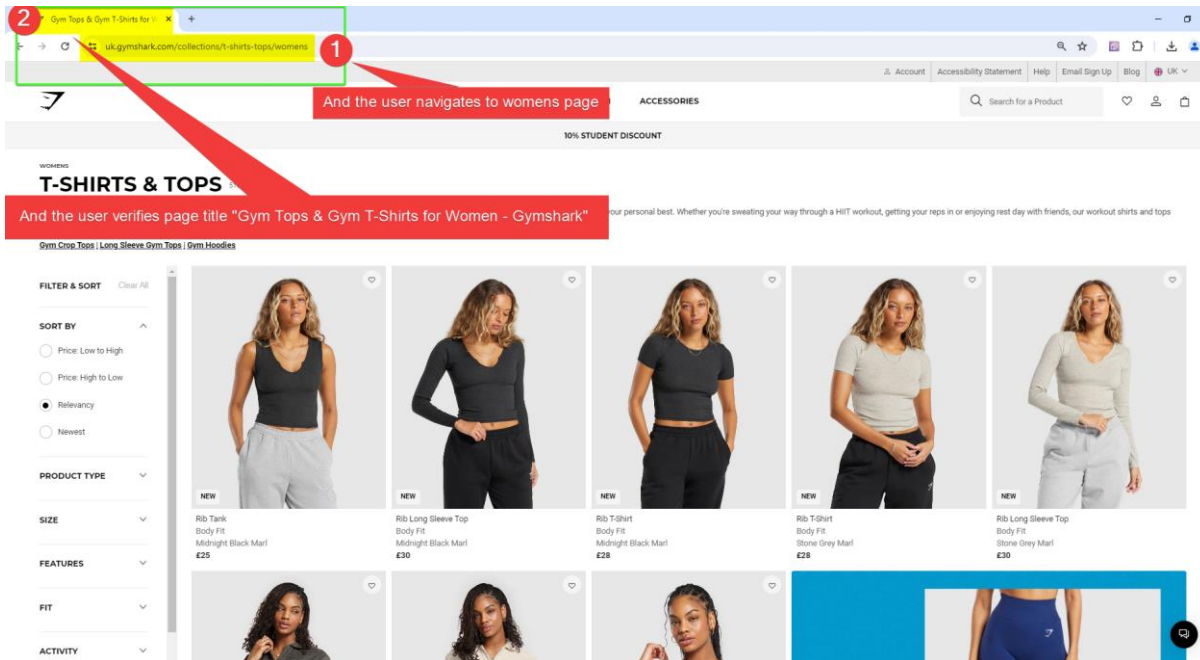 2
Gym Tops & Gym T-Shirts for W
uk.gymshark.com/collections/t-shirts-tops/womens
1
Account
Accessibility Statement
Help
Email Sign Up
Blog
UK
And the user navigates to womens page
ACCESSORIES
Search for a Product
10% STUDENT DISCOUNT
WOMENS
T-SHIRTS & TOPS
And the user verifies page title "Gym Tops & Gym T-Shirts for Women - Gymshark"
your personal best. Whether you're sweating your way through a HIIT workout, getting your reps in or enjoying rest day with friends, our workout shirts and tops
Gym Crop Tops | Long Sleeve Gym Tops | Gym Hoodies
FILTER & SORT
Clear All
SORT BY
Price: Low to High
Price: High to Low
Relevancy
Newest
PRODUCT TYPE
SIZE
FEATURES
FIT
ACTIVITY
NEW
Rib Tank
Body Fit
Midnight Black Marl
£25
NEW
Rib Long Sleeve Top
Body Fit
Midnight Black Marl
£30
NEW
Rib T-Shirt
Body Fit
Midnight Black Marl
£28
NEW
Rib T-Shirt
Body Fit
Stone Grey Marl
£28
NEW
Rib Long Sleeve Top
Body Fit
Stone Grey Marl
£30